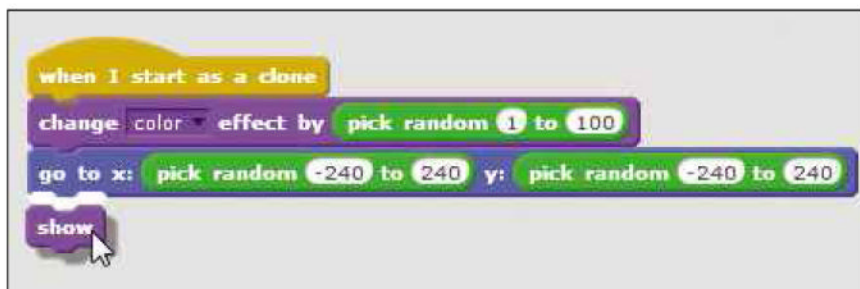 when I start as a clone
change color effect by pick random 1 to 100
go to x: pick random -240 to 240 y: pick random -240 to 240
show